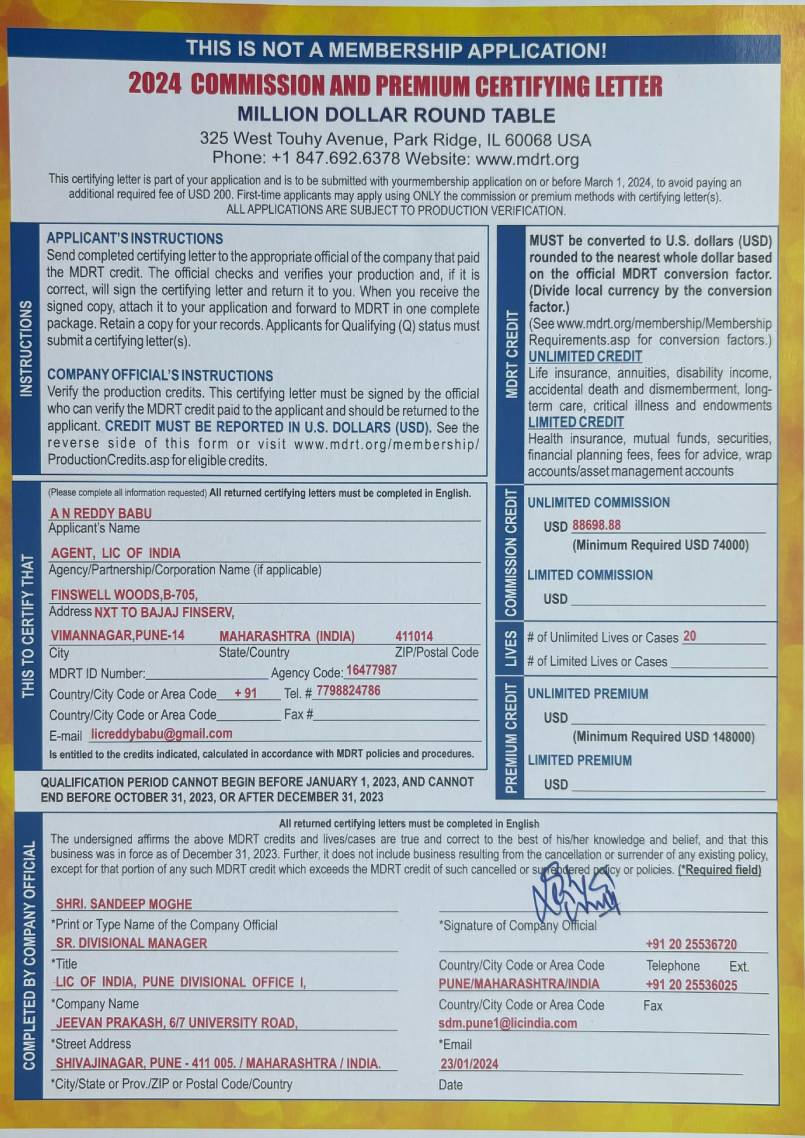 THIS IS NOT A MEMBERSHIP APPLICATION!
2024 COMMISSION AND PREMIUM CERTIFYING LETTER
MILLION DOLLAR ROUND TABLE
325 West Touhy Avenue, Park Ridge, IL 60068 USA
Phone: +1 847.692.6378 Website: www.mdrt.org
This certifying letter is part of your application and is to be submitted with yourmembership application on or before March 1, 2024, to avoid paying an
additional required fee of USD 200. First-time applicants may apply using ONLY the commission or premium methods with certifying letter(s).
ALL APPLICATIONS ARE SUBJECT TO PRODUCTION VERIFICATION.
INSTRUCTIONS
APPLICANT'S INSTRUCTIONS
Send completed certifying letter to the appropriate official of the company that paid
the MDRT credit. The official checks and verifies your production and, if it is
correct, will sign the certifying letter and return it to you. When you receive the
signed copy, attach it to your application and forward to MDRT in one complete
package. Retain a copy for your records. Applicants for Qualifying (Q) status must
submit a certifying letter(s).
COMPANY OFFICIAL'S INSTRUCTIONS
Verify the production credits. This certifying letter must be signed by the official
who can verify the MDRT credit paid to the applicant and should be returned to the
applicant. CREDIT MUST BE REPORTED IN U.S. DOLLARS (USD). See the
reverse side of this form or visit www.mdrt.org/membership/
ProductionCredits.asp for eligible credits.
MDRT CREDIT
MUST be converted to U.S. dollars (USD)
rounded to the nearest whole dollar based
on the official MDRT conversion factor.
(Divide local currency by the conversion
factor.)
(See www.mdrt.org/membership/Membership
Requirements.asp for conversion factors.)
UNLIMITED CREDIT
Life insurance, annuities, disability income,
accidental death and dismemberment, long-
term care, critical illness and endowments
LIMITED CREDIT
Health insurance, mutual funds, securities,
financial planning fees, fees for advice, wrap
accounts/asset management accounts
THIS TO CERTIFY THAT
(Please complete all information requested) All returned certifying letters must be completed in English.
A N REDDY BABU
Applicant's Name
AGENT, LIC OF INDIA
Agency/Partnership/Corporation Name (if applicable)
FINSWELL WOODS,B-705,
Address NXT TO BAJAJ FINSERV,
VIMANNAGAR,PUNE-14 MAHARASHTRA (INDIA) 411014
City State/Country ZIP/Postal Code
MDRT ID Number: Agency Code: 16477987
Country/City Code or Area Code +91 Tel. # 7798824786
Country/City Code or Area Code Fax #
E-mail licreddybabu@gmail.com
Is entitled to the credits indicated, calculated in accordance with MDRT policies and procedures.
COMMISSION CREDIT
UNLIMITED COMMISSION
USD 88698.88
(Minimum Required USD 74000)
LIMITED COMMISSION
USD
LIVES
# of Unlimited Lives or Cases 20
# of Limited Lives or Cases
PREMIUM CREDIT
UNLIMITED PREMIUM
USD
(Minimum Required USD 148000)
LIMITED PREMIUM
USD
QUALIFICATION PERIOD CANNOT BEGIN BEFORE JANUARY 1, 2023, AND CANNOT
END BEFORE OCTOBER 31, 2023, OR AFTER DECEMBER 31, 2023
COMPLETED BY COMPANY OFFICIAL
All returned certifying letters must be completed in English
The undersigned affirms the above MDRT credits and lives/cases are true and correct to the best of his/her knowledge and belief, and that this
business was in force as of December 31, 2023. Further, it does not include business resulting from the cancellation or surrender of any existing policy,
except for that portion of any such MDRT credit which exceeds the MDRT credit of such cancelled or surrendered policy or policies. (*Required field)
SHRI. SANDEEP MOGHE
*Print or Type Name of the Company Official *Signature of Company Official
SR. DIVISIONAL MANAGER +91 20 25536720
*Title Country/City Code or Area Code Telephone Ext.
LIC OF INDIA, PUNE DIVISIONAL OFFICE I, PUNE/MAHARASHTRA/INDIA +91 20 25536025
*Company Name Country/City Code or Area Code Fax
JEEVAN PRAKASH, 6/7 UNIVERSITY ROAD, sdm.pune1@licindia.com
*Street Address *Email
SHIVAJINAGAR, PUNE - 411 005. / MAHARASHTRA / INDIA. 23/01/2024
*City/State or Prov./ZIP or Postal Code/Country Date